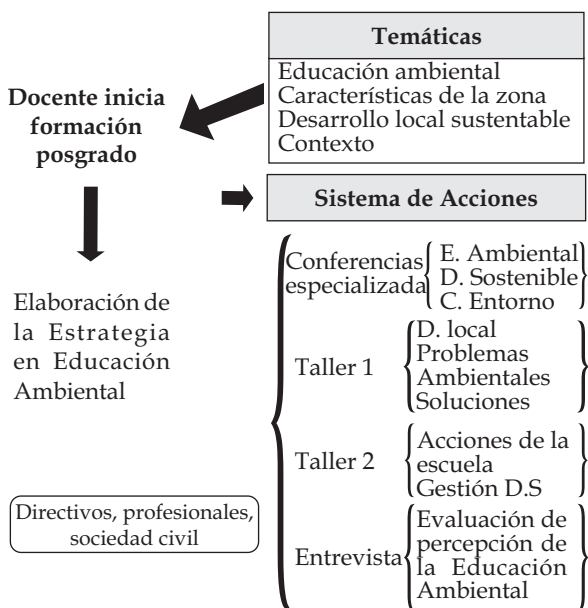 Temáticas
Educación ambiental
Características de la zona
Desarrollo local sustentable
Contexto
Docente inicia
formación
posgrado
Sistema de Acciones
Elaboración de
la Estrategia
en Educación
Ambiental
Conferencias
especializada
E. Ambiental
D. Sostenible
C. Entorno
Taller 1
D. local
Problemas
Ambientales
Soluciones
Taller 2
Acciones de la
escuela
Gestión D.S
Directivos, profesionales,
sociedad civil
Entrevista
Evaluación de
percepción de
la Educación
Ambiental